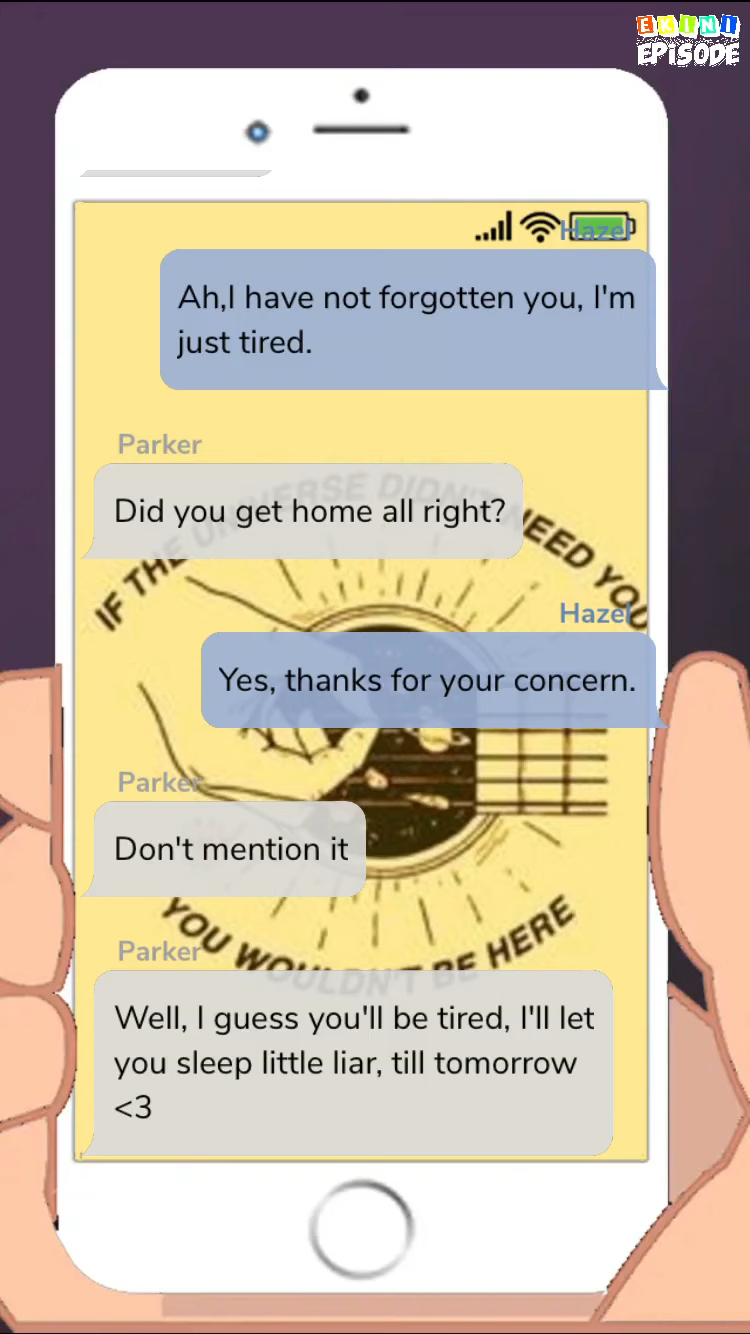 EKINI
EPISODE
Hazel
Ah,I have not forgotten you, I'm
just tired.
Parker
Did you get home all right?
IF THE UNIVERSE DIDN'T NEED YOU
Hazel
Yes, thanks for your concern.
Parker
Don't mention it
YOU WOULDN'T BE HERE
Parker
Well, I guess you'll be tired, I'll let
you sleep little liar, till tomorrow
<3